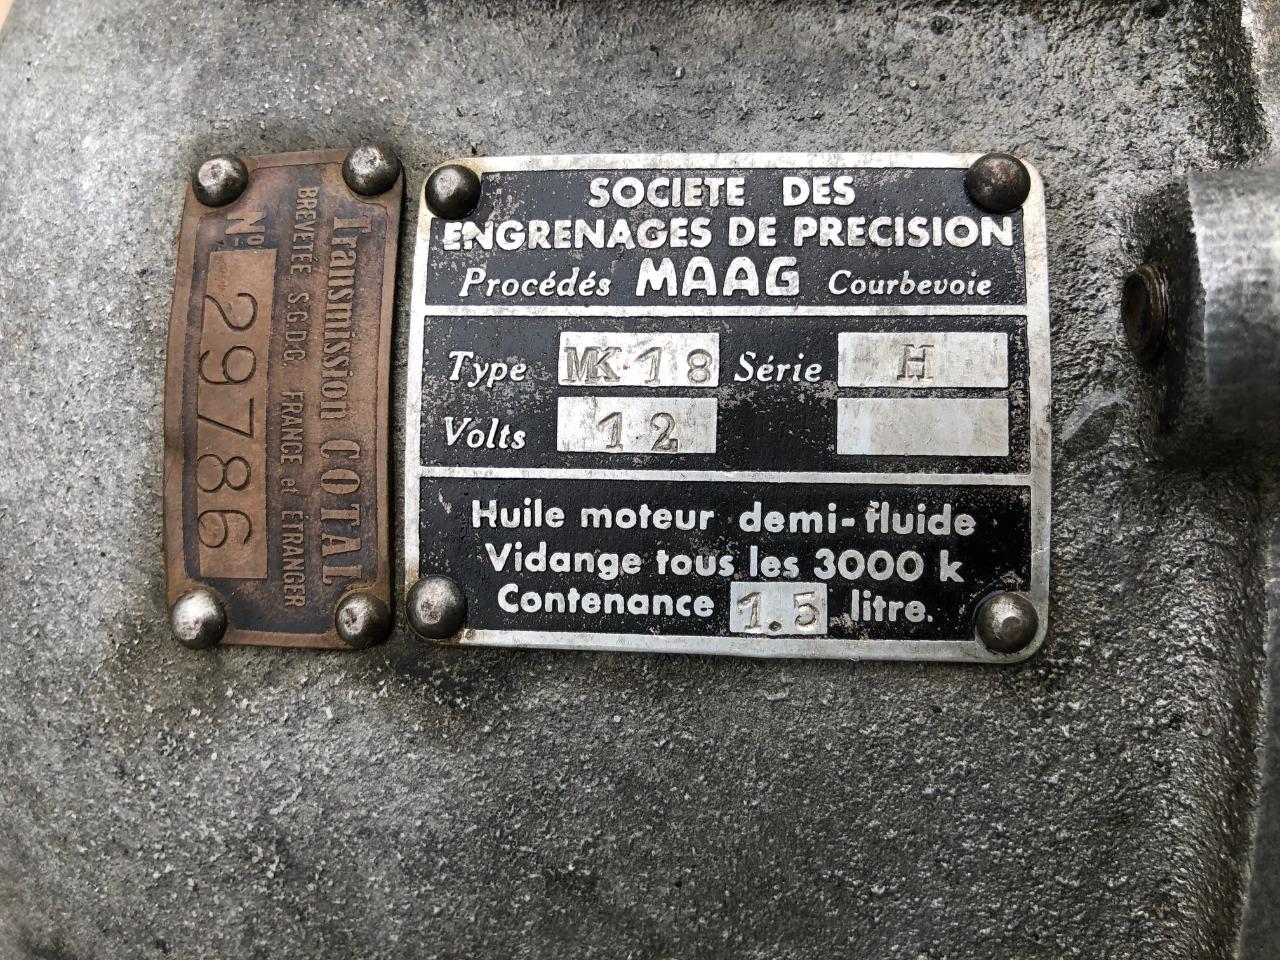 Transmission COTAL
BREVETÉE S.G.D.G. FRANCE et ÉTRANGER
Nº 29786
SOCIETE DES
ENGRENAGES DE PRECISION
Procédés MAAG Courbevoie
Type MK 18 Série H
Volts 12
Huile moteur demi-fluide
Vidange tous les 3000 k
Contenance 1.5 litre.